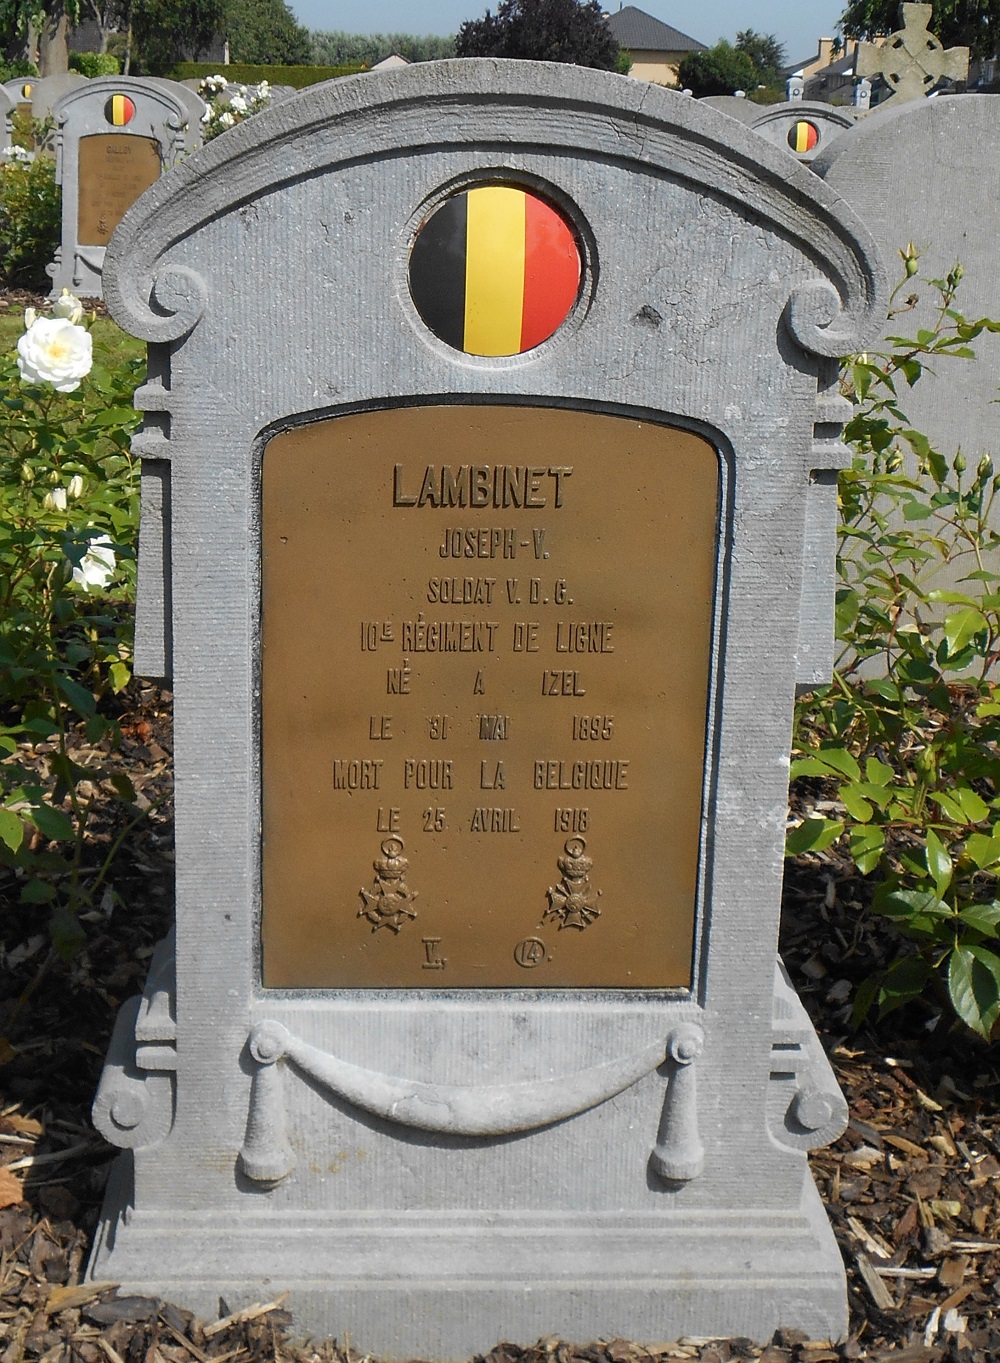 LAMBINET
JOSEPH-V.
SOLDAT V.D.G.
10E RÉGIMENT DE LIGNE
NÉ A IZEL
LE 31 MAI 1895
MORT POUR LA BELGIQUE
LE 25 AVRIL 1918
V. 14.